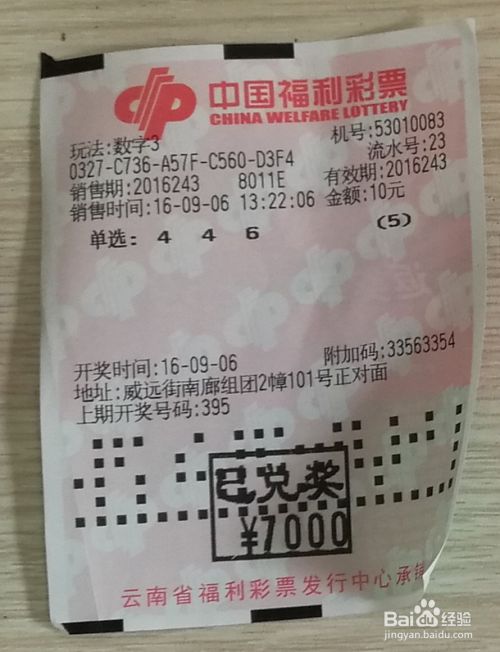 中国福利彩票
CHINA WELFARE LOTTERY
玩法:数字3
机号:53010083
0327-C736-A57F-C560-D3F4
流水号:23
销售期:2016243 8011E
有效期:2016243
销售时间:16-09-06 13:22:06
金额:10元
单选: 4 4 6 (5)
开奖时间:16-09-06
附加码:33563354
地址:威远街南廊组团2幢101号正对面
上期开奖号码:395
已兑奖
¥7000
云南省福利彩票发行中心承销
Baidu 经验
jingyan.baidu.com